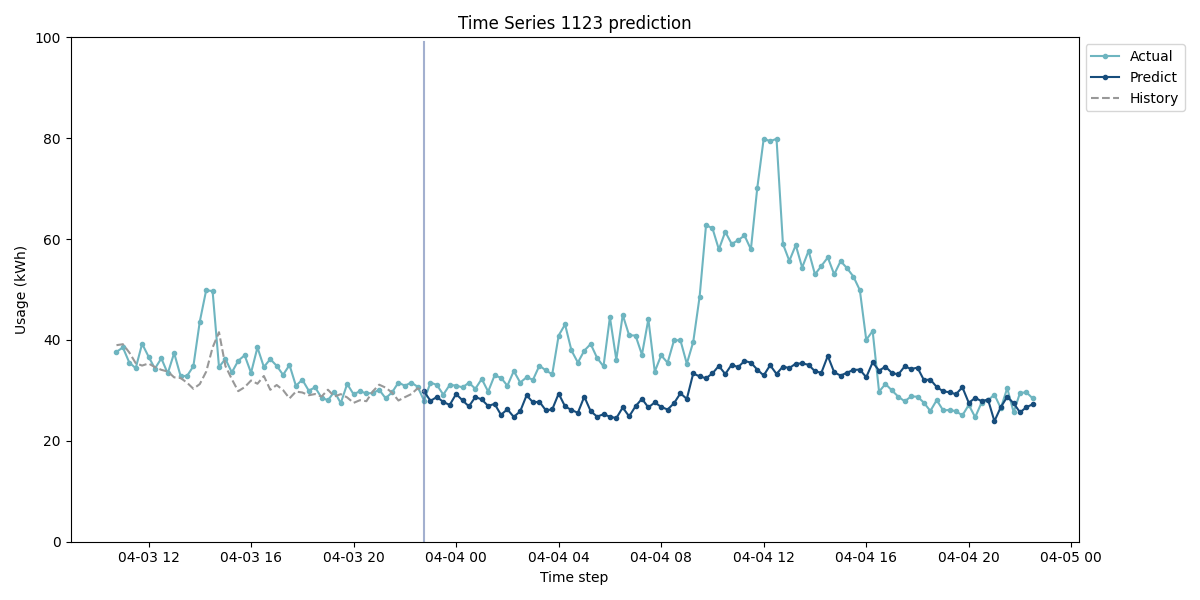 Time Series 1123 prediction
100
80
60
40
20
0
Usage (kWh)
04-03 12
04-03 16
04-03 20
04-04 00
04-04 04
04-04 08
04-04 12
04-04 16
04-04 20
04-05 00
Time step
Actual
Predict
History